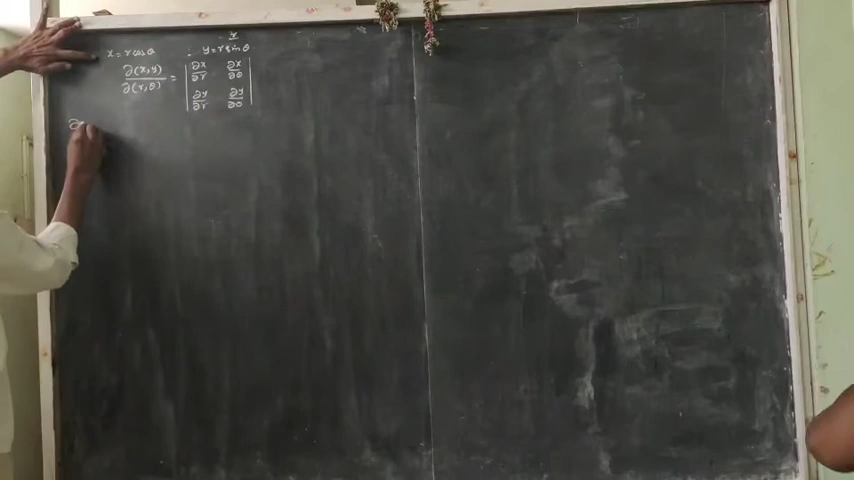 x = r cos θ . y = r sin θ
∂(x,y)/∂(r,θ) = | ∂x/∂r ∂x/∂θ |
| ∂y/∂r ∂y/∂θ |
∂